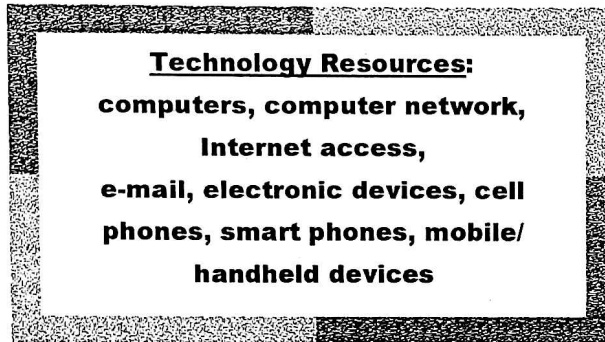 Technology Resources:
computers, computer network,
Internet access,
e-mail, electronic devices, cell
phones, smart phones, mobile/
handheld devices